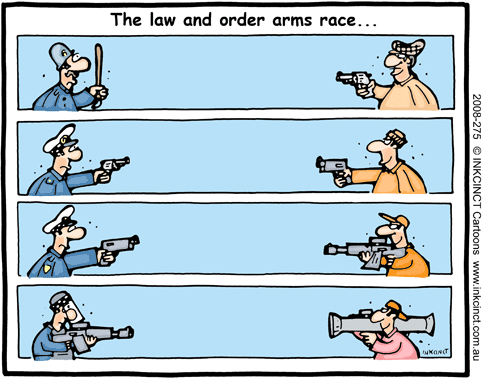 The law and order arms race...
2008-275 © INKCINCT Cartoons www.inkcinct.com.au
INKCINCT